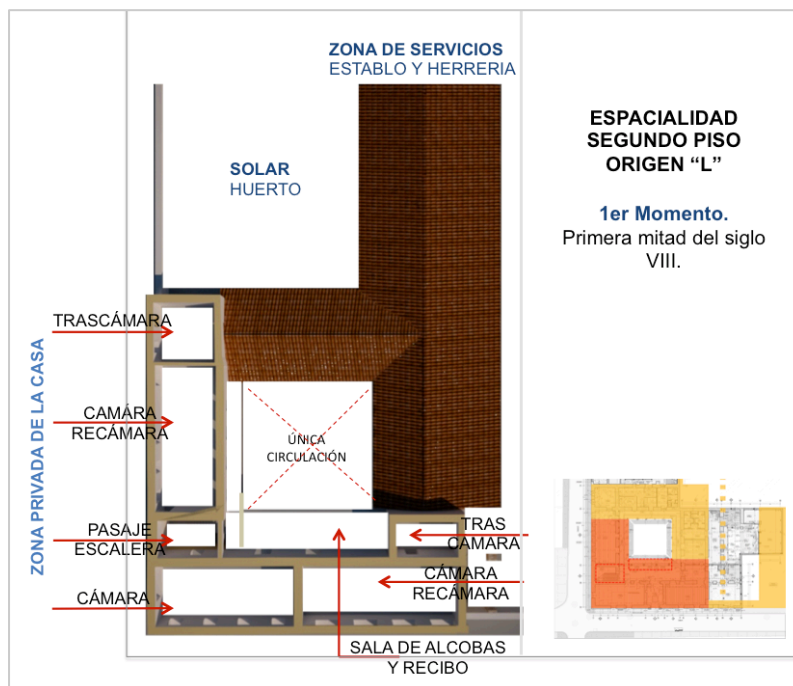 ZONA DE SERVICIOS
ESTABLO Y HERRERIA
ESPACIALIDAD
SEGUNDO PISO
ORIGEN “L”
1er Momento.
Primera mitad del siglo
VIII.
SOLAR
HUERTO
ZONA PRIVADA DE LA CASA
TRASCÁMARA
CAMÁRA
RECÁMARA
ÚNICA
CIRCULACIÓN
PASAJE
ESCALERA
TRAS
CAMARA
CÁMARA
CÁMARA
RECÁMARA
SALA DE ALCOBAS
Y RECIBO